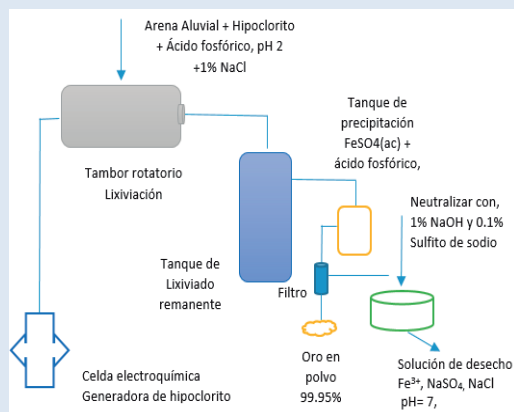 Arena Aluvial + Hipoclorito
+ Ácido fosfórico, pH 2
+1% NaCl
Tambor rotatorio
Lixiviación
Tanque de
precipitación
FeSO4(ac) +
ácido fosfórico,
Neutralizar con,
1% NaOH y 0.1%
Sulfito de sodio
Tanque de
Lixiviado
remanente
Filtro
Oro en
polvo
99.95%
Celda electroquímica
Generadora de hipoclorito
Solución de desecho
Fe³⁺, NaSO₄, NaCl
pH= 7,